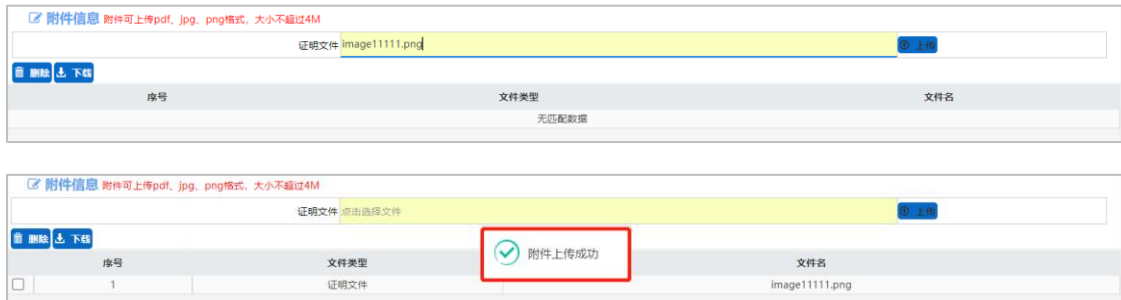 附件信息 附件可上传pdf、jpg、png格式，大小不超过4M
证明文件 image11111.png 上传
删除 下载
序号 文件类型 文件名
无匹配数据
附件信息 附件可上传pdf、jpg、png格式，大小不超过4M
证明文件 点击选择文件 上传
删除 下载
附件上传成功
序号 文件类型 文件名
1 证明文件 image11111.png